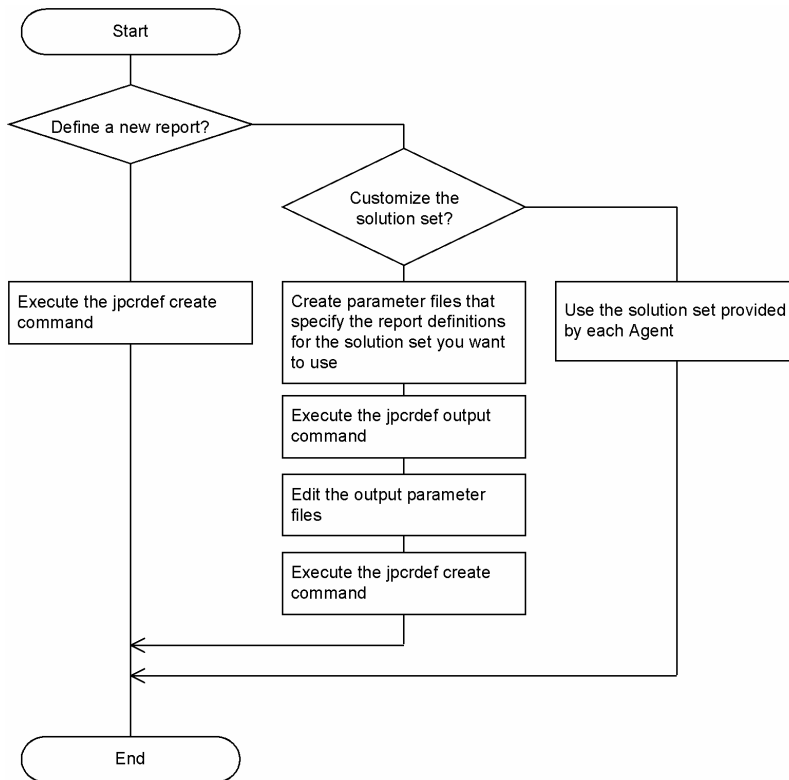 Start
Define a new report?
Customize the
solution set?
Execute the jpcrdef create
command
Create parameter files that
specify the report definitions
for the solution set you want
to use
Use the solution set provided
by each Agent
Execute the jpcrdef output
command
Edit the output parameter
files
Execute the jpcrdef create
command
End